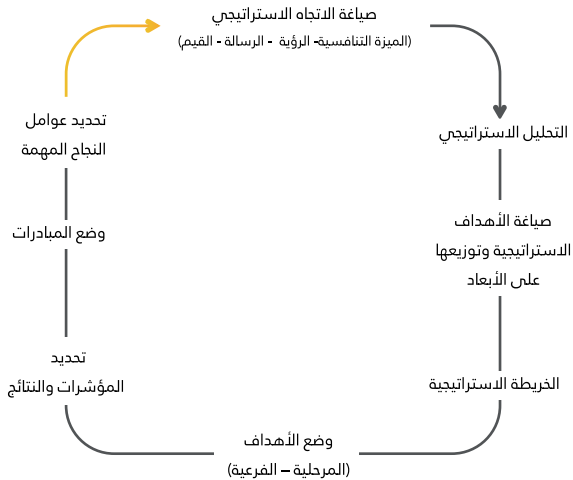 صياغة الاتجاه الاستراتيجي
(الميزة التنافسية- الرؤية - الرسالة - القيم)
التحليل الاستراتيجي
صياغة الأهداف
الاستراتيجية وتوزيعها
على الأبعاد
الخريطة الاستراتيجية
وضع الأهداف
(المرحلية – الفرعية)
تحديد
المؤشرات والنتائج
وضع المبادرات
تحديد عوامل
النجاح المهمة